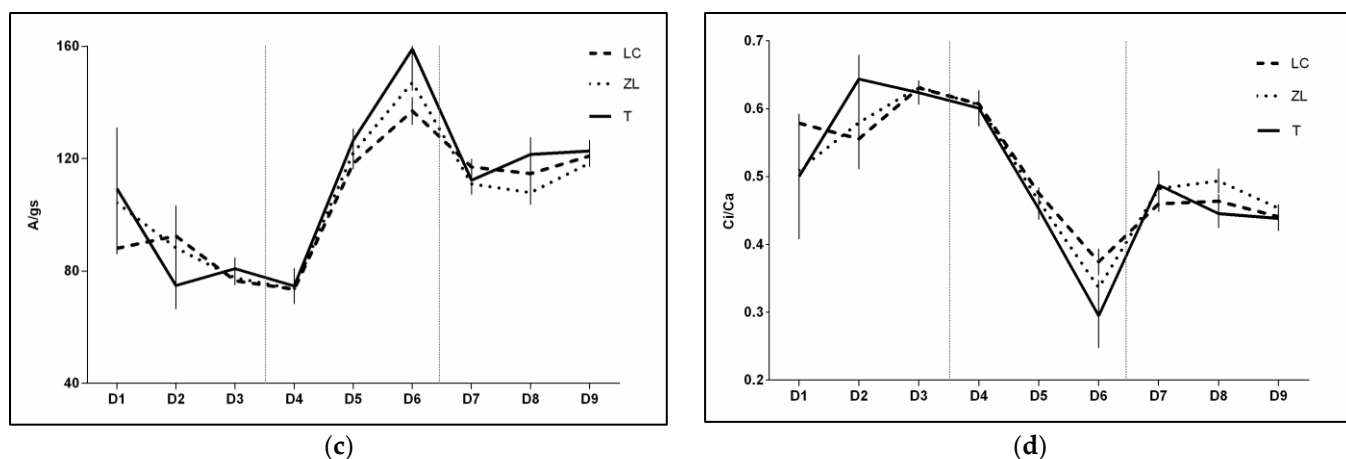 160
120
80
40
A/gs
D1 D2 D3 D4 D5 D6 D7 D8 D9
LC
ZL
T
(c)
0.7
0.6
0.5
0.4
0.3
0.2
Ci/Ca
D1 D2 D3 D4 D5 D6 D7 D8 D9
LC
ZL
T
(d)